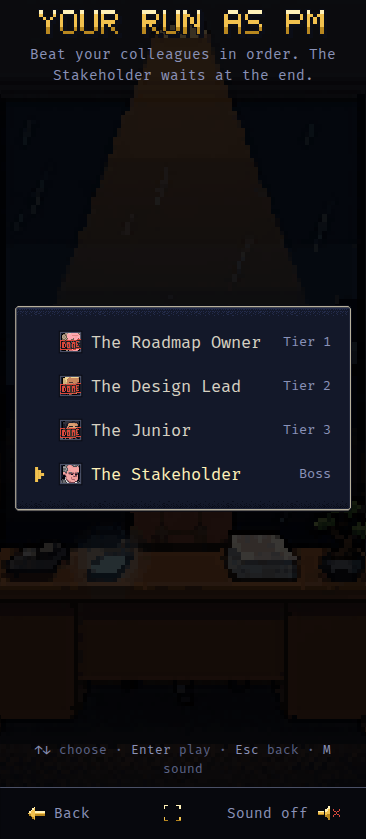 YOUR RUN AS PM
Beat your colleagues in order. The
Stakeholder waits at the end.
The Roadmap Owner Tier 1
The Design Lead Tier 2
The Junior Tier 3
The Stakeholder Boss
↑↓ choose · Enter play · Esc back · M
sound
Back Sound off